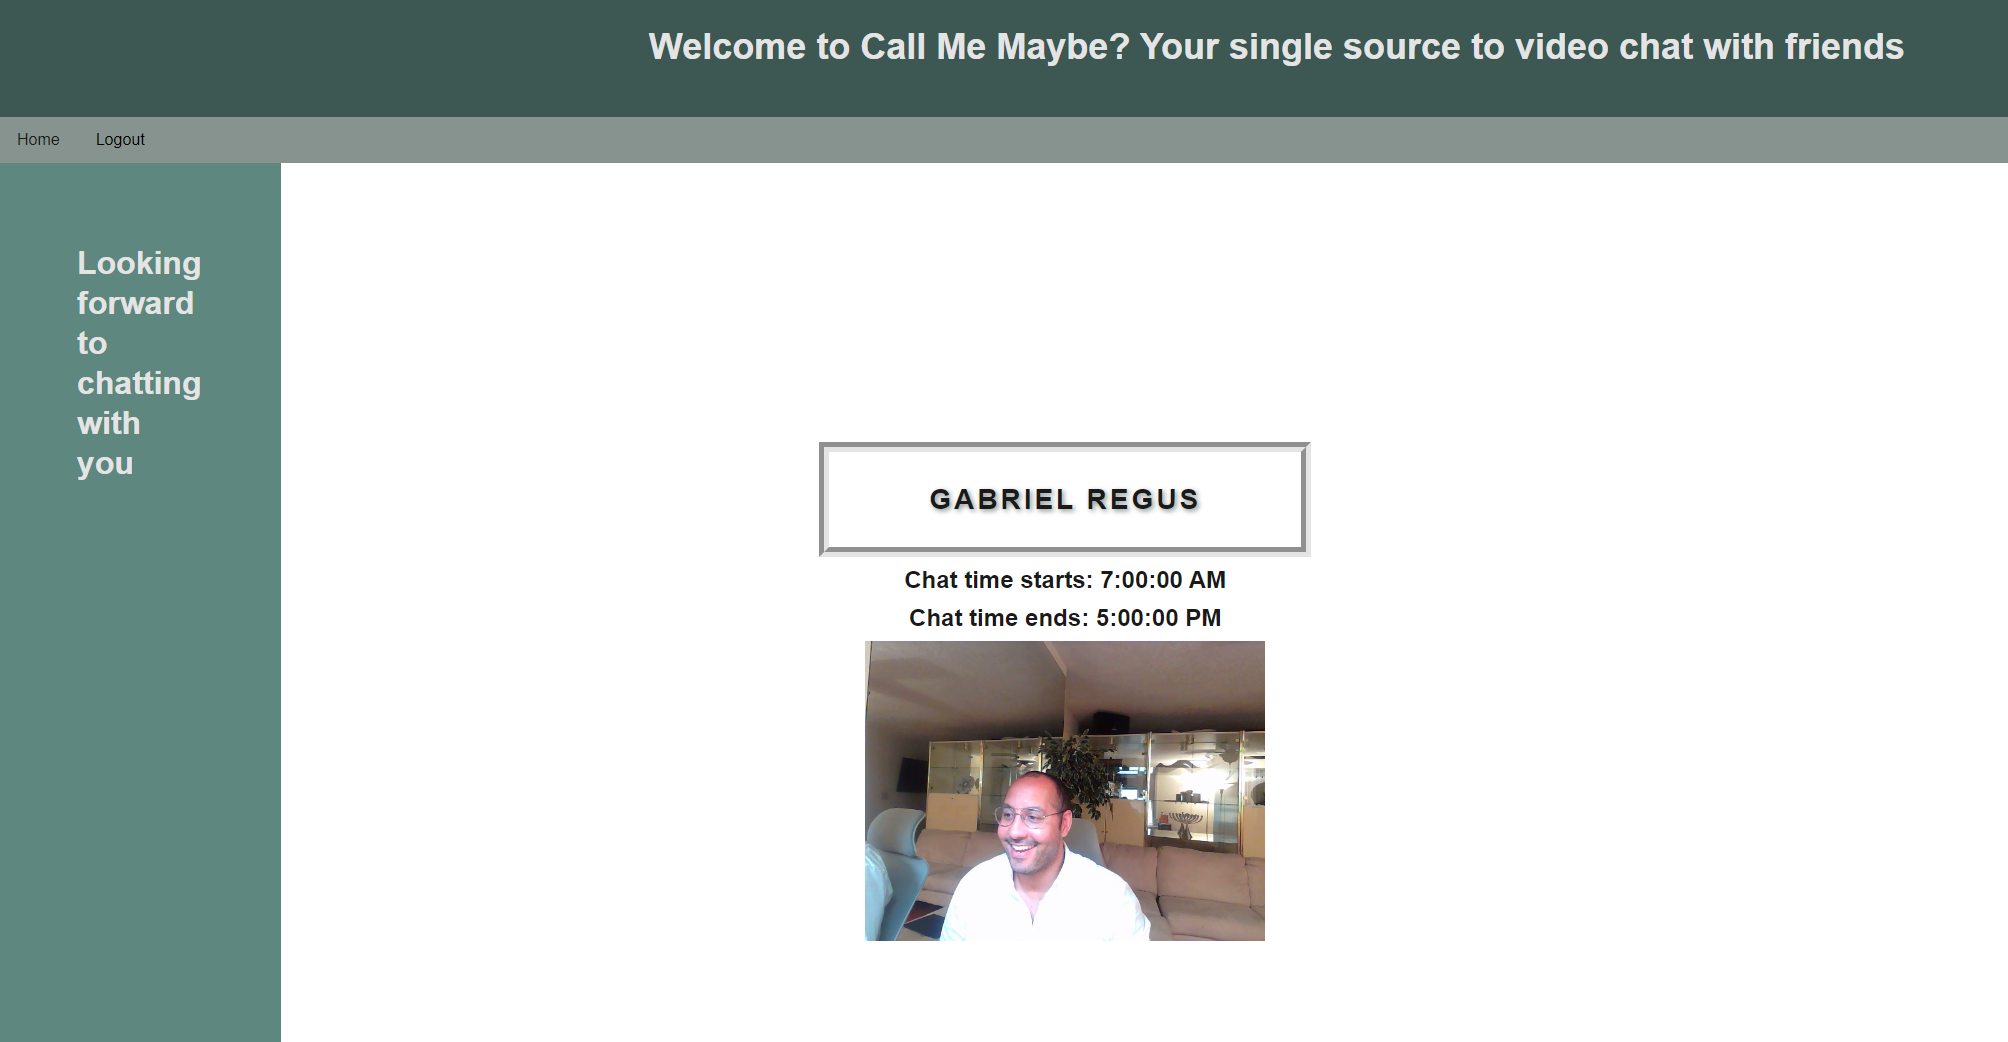 Welcome to Call Me Maybe? Your single source to video chat with friends
Home Logout
Looking
forward
to
chatting
with
you
GABRIEL REGUS
Chat time starts: 7:00:00 AM
Chat time ends: 5:00:00 PM